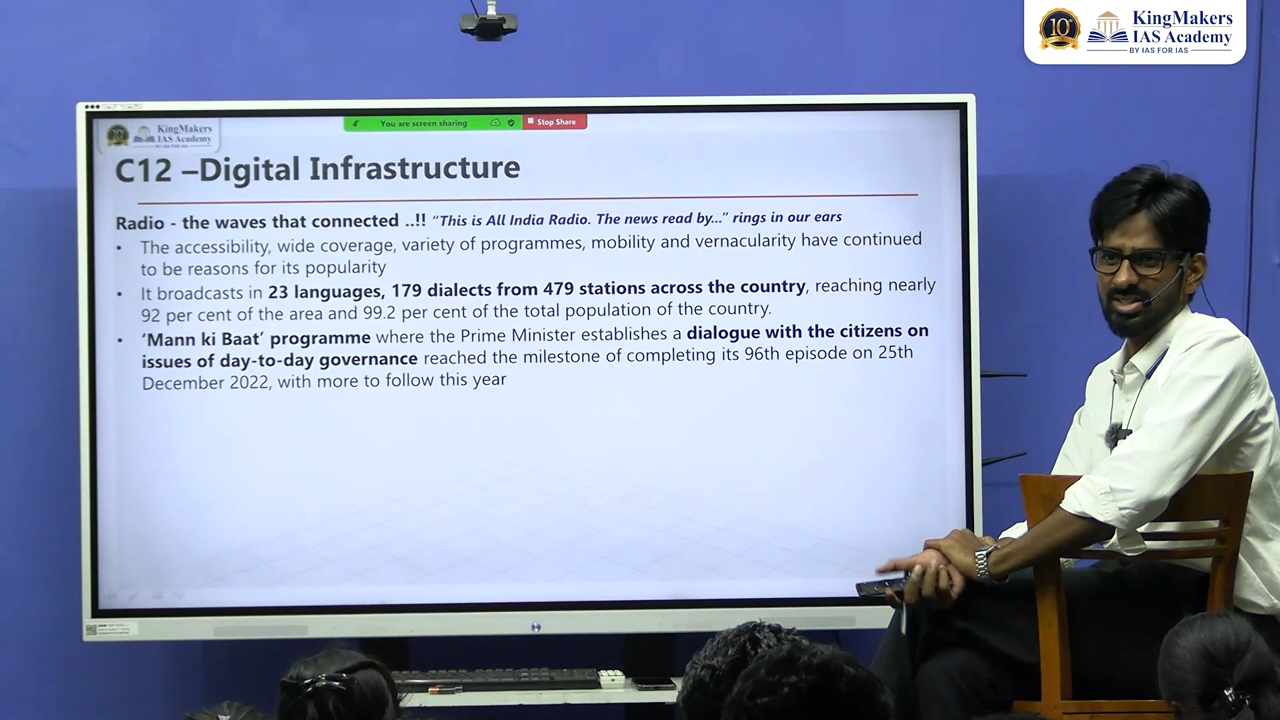 10
KingMakers
IAS Academy
BY IAS FOR IAS
You are screen sharing
Stop Share
KingMakers
IAS Academy
BY IAS FOR IAS
C12 –Digital Infrastructure
Radio - the waves that connected ..!! “This is All India Radio. The news read by...” rings in our ears
• The accessibility, wide coverage, variety of programmes, mobility and vernacularity have continued
to be reasons for its popularity
• It broadcasts in 23 languages, 179 dialects from 479 stations across the country, reaching nearly
92 per cent of the area and 99.2 per cent of the total population of the country.
• ‘Mann ki Baat’ programme where the Prime Minister establishes a dialogue with the citizens on
issues of day-to-day governance reached the milestone of completing its 96th episode on 25th
December 2022, with more to follow this year